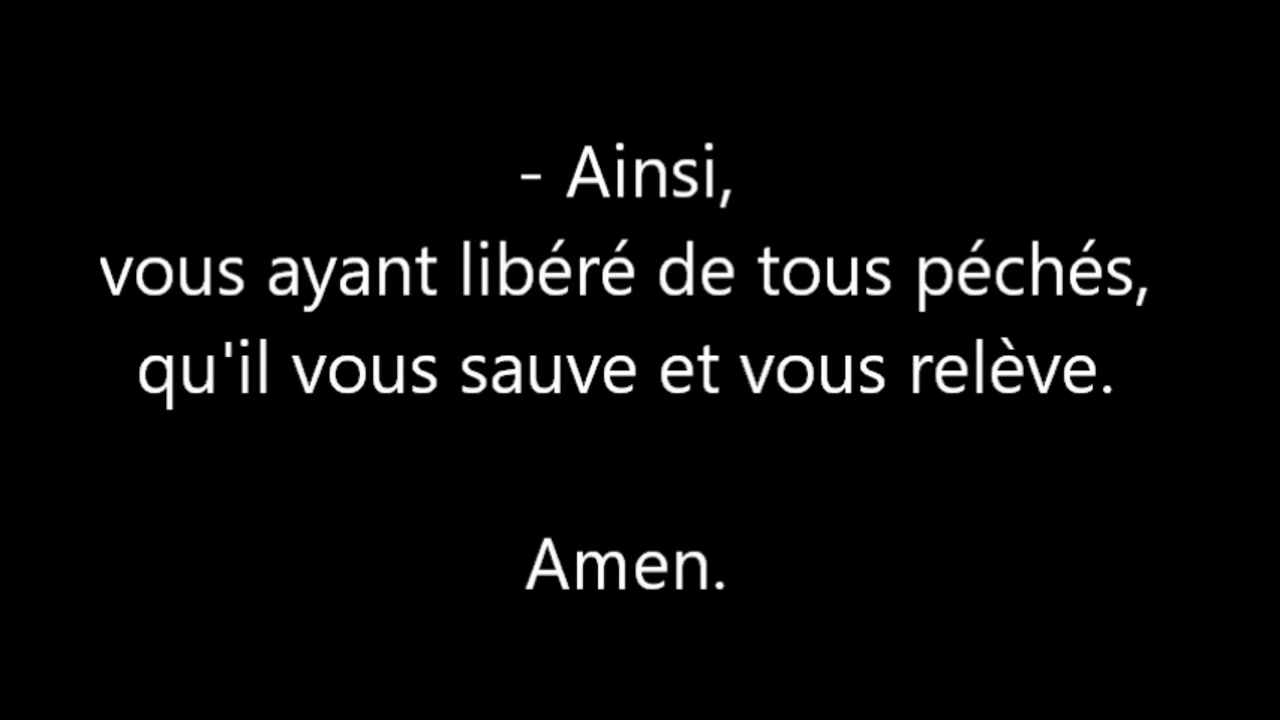 - Ainsi,
vous ayant libéré de tous péchés,
qu'il vous sauve et vous relève.
Amen.